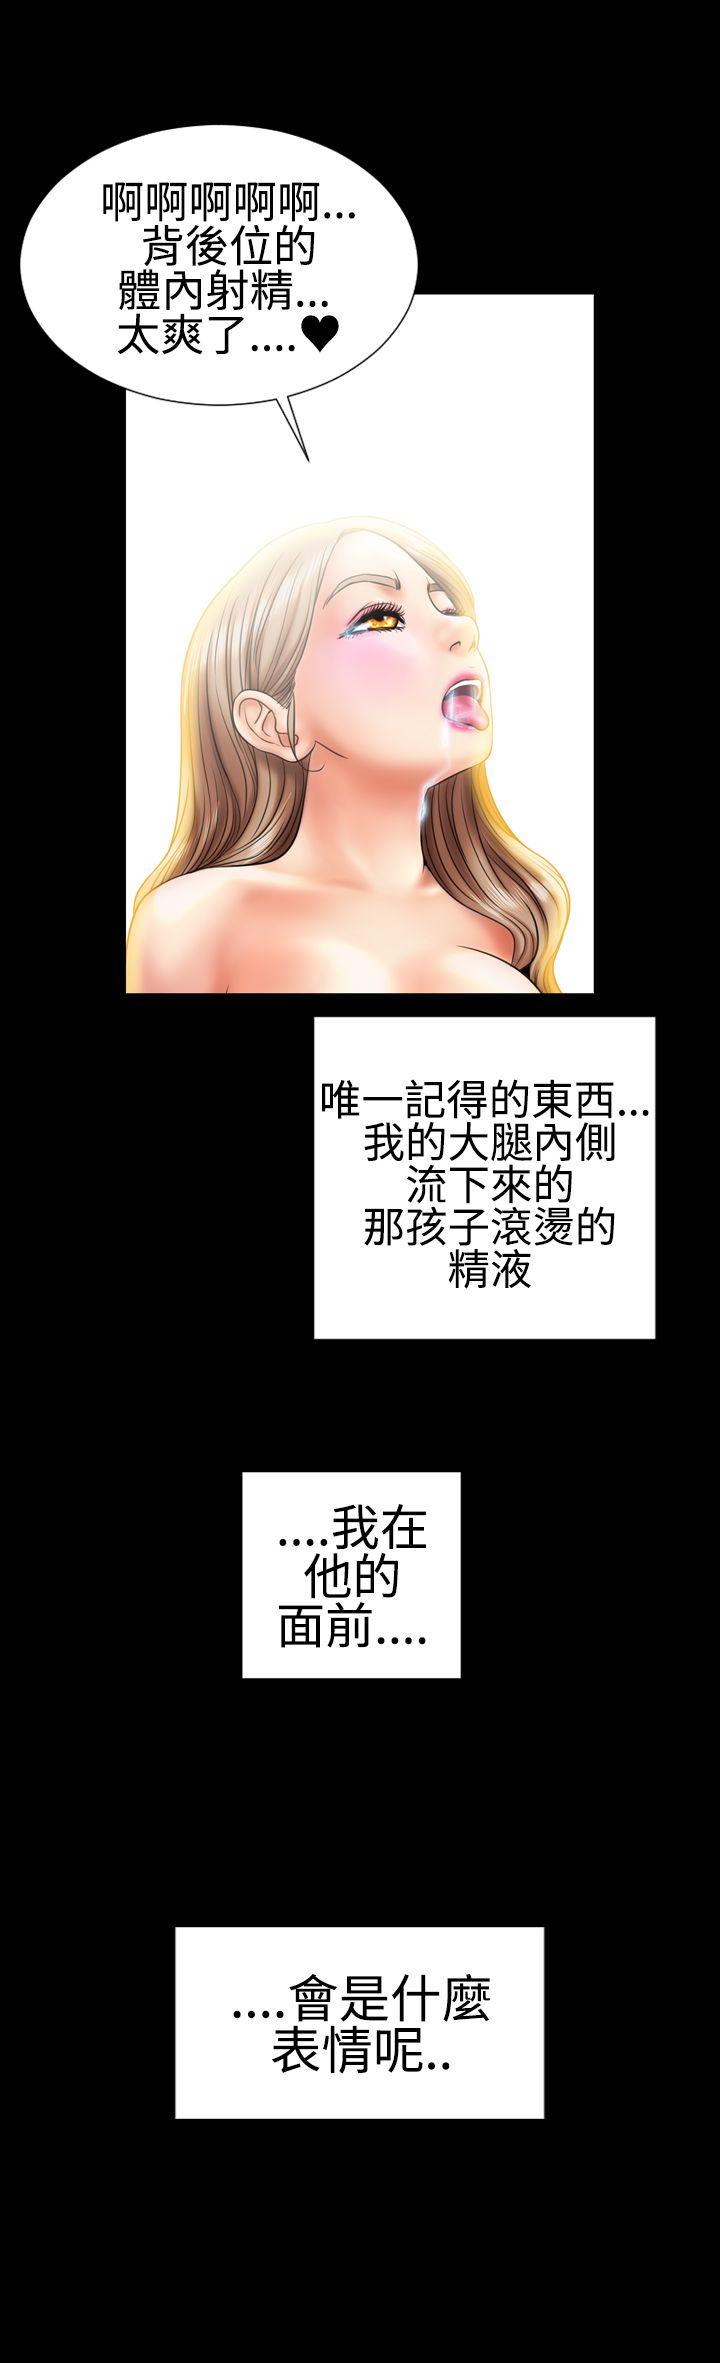 啊啊啊啊啊...
背後位的
體內射精...
太爽了....♥
唯一記得的東西...
我的大腿內側
流下來的
那孩子滾燙的
精液
....我在
他的
面前....
....會是什麼
表情呢..